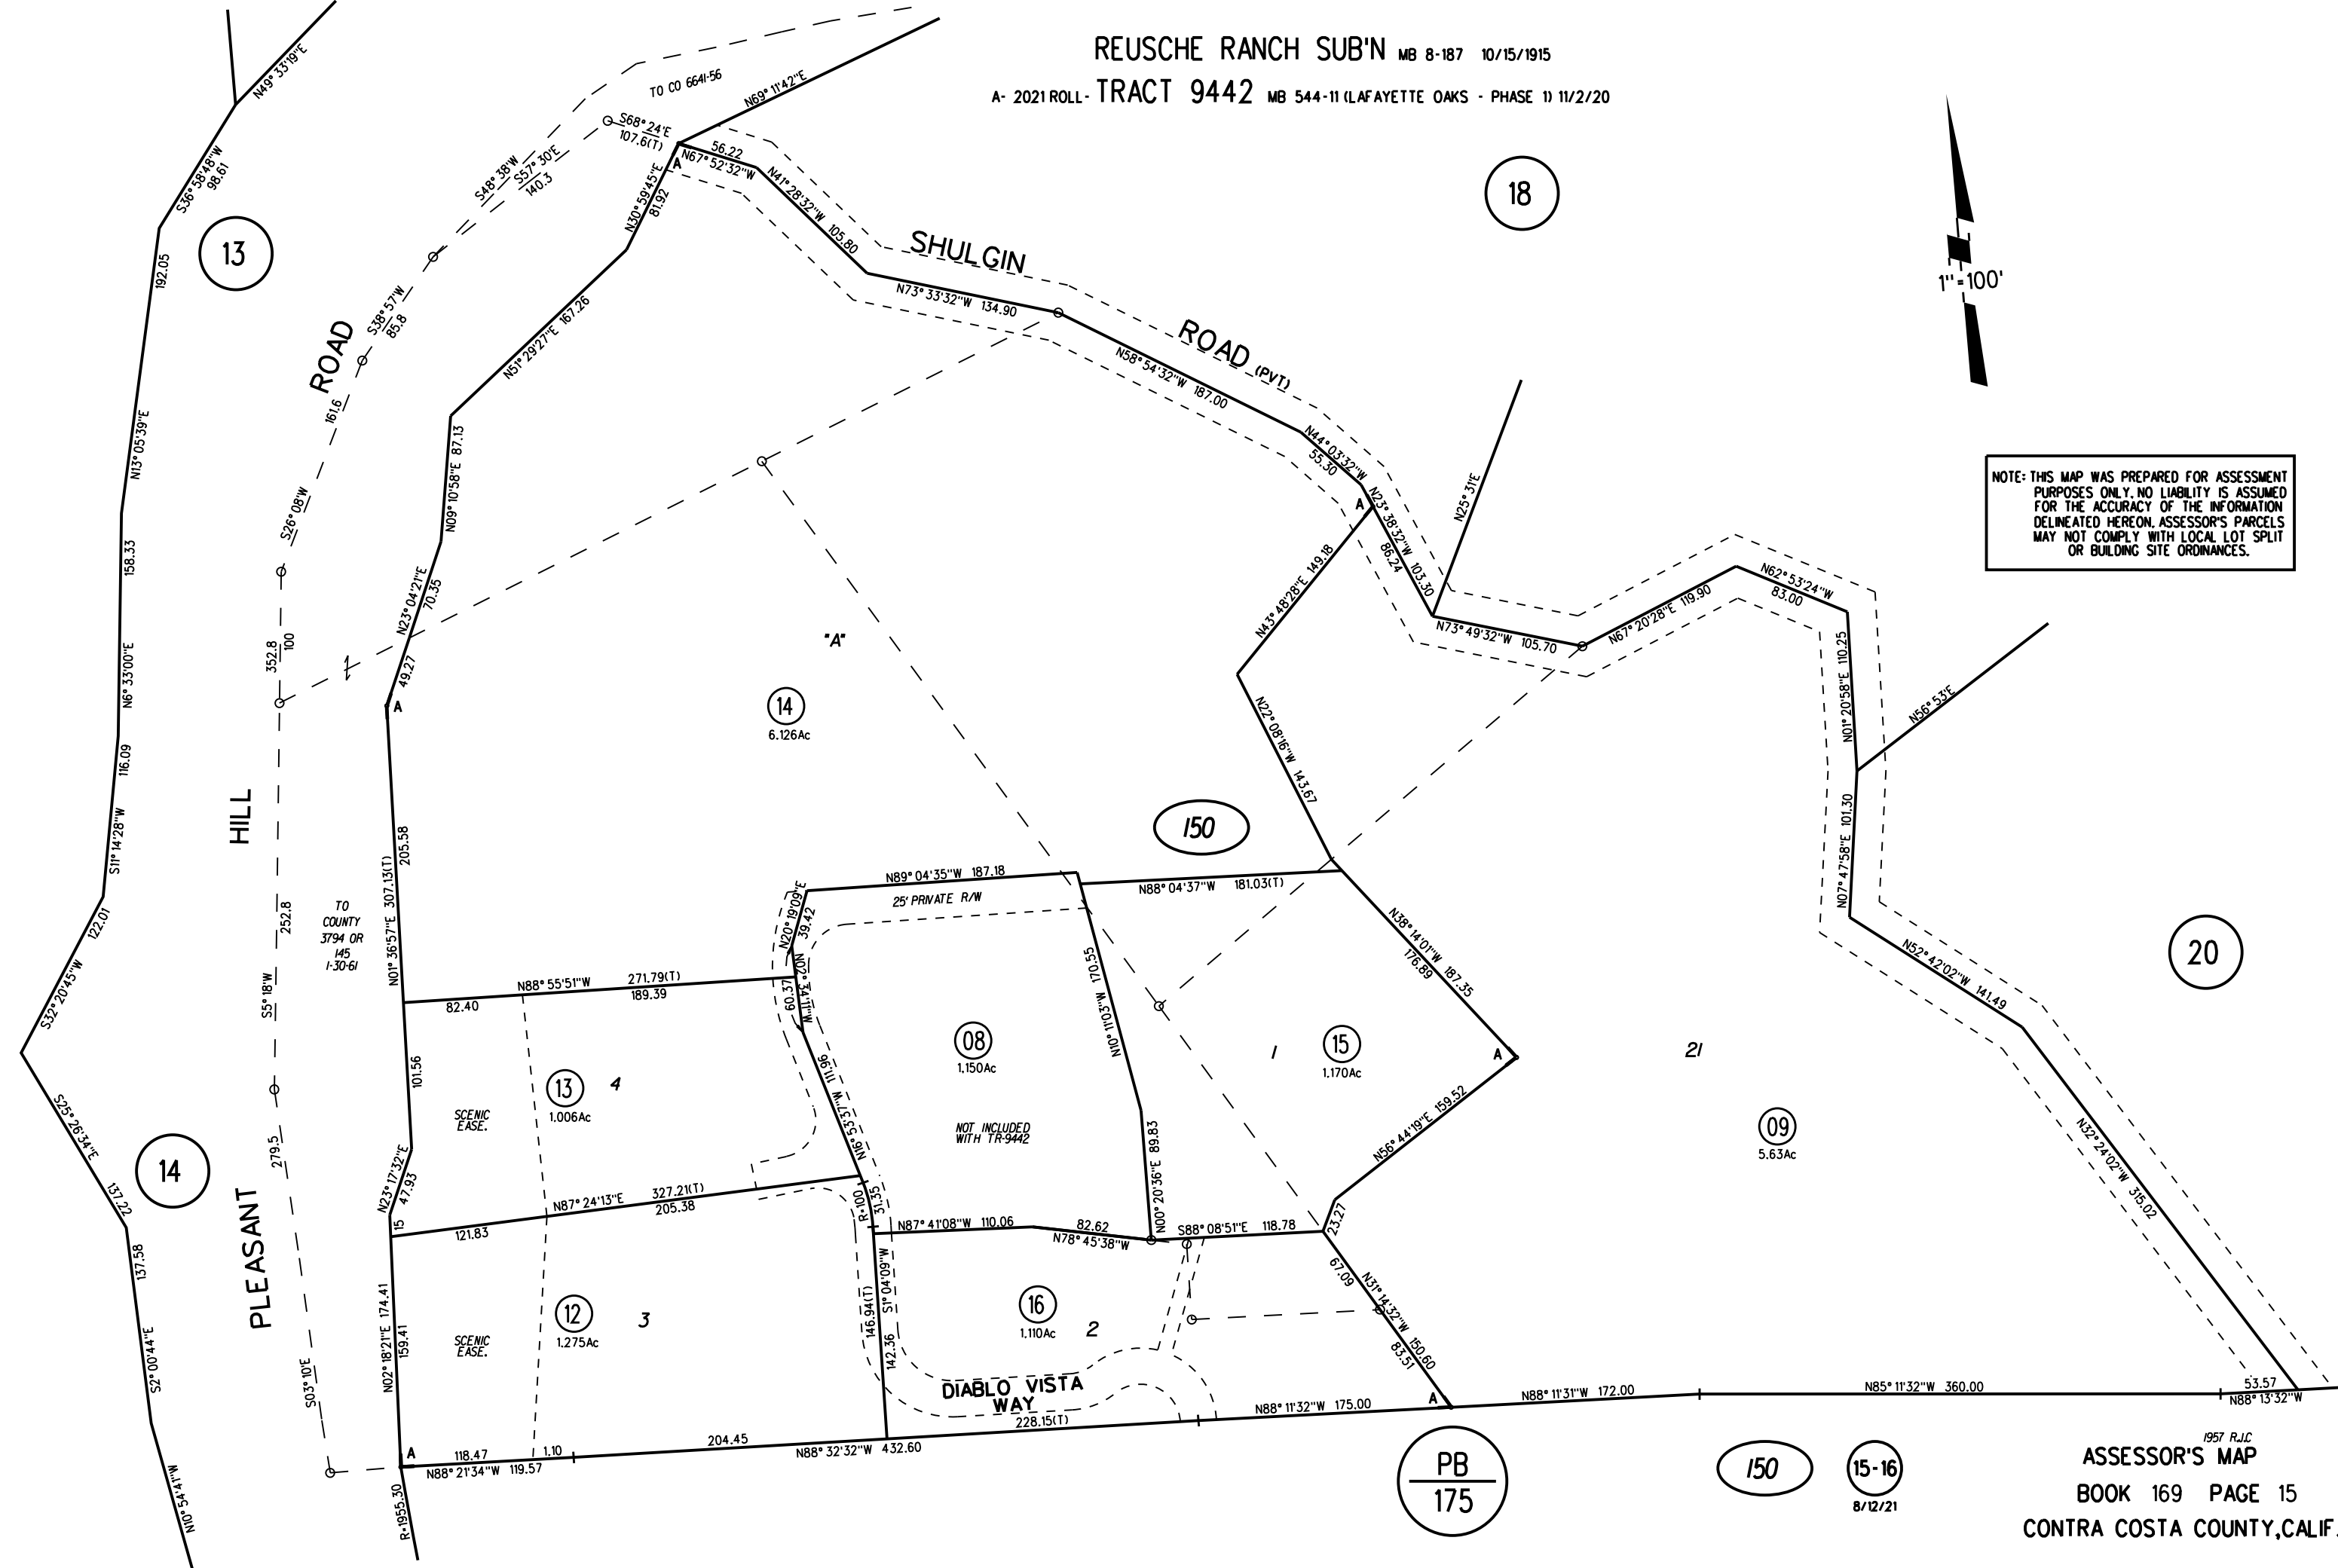 REUSCHE RANCH SUB'N MB 8-187 10/15/1915
A- 2021 ROLL- TRACT 9442 MB 544-11 (LAFAYETTE OAKS - PHASE 1) 11/2/20
N49° 33'19"E
S36° 58'48"W
98.61
13
192.05
N13° 05'39"E
158.33
N6° 33'00"E
116.09
S11° 14'28"W
122.01
S32° 20'45"W
S25° 26'34"E
137.22
14
137.58
S2° 00'44"E
N10° 54'41"W
TO CO 6641-56
N69° 11'42"E
S68° 24'E
107.6(T)
S48° 38'W
S57° 30'E
140.3
S38° 57'W
85.8
ROAD
161.6
S26° 08'W
352.8
100
HILL
252.8
S5° 18'W
279.5
PLEASANT
S03° 10'E
TO
COUNTY
3794 OR
145
1-30-61
A
56.22
N67° 52'32"W
N41° 28'32"W
105.80
N30° 59'45"E
81.92
N51° 29'27"E 167.26
N09° 10'58"E 87.13
N23° 04'21"E
70.35
49.27
A
SHULGIN
ROAD (PVT)
N73° 33'32"W 134.90
N58° 54'32"W 187.00
N44° 03'32"W
55.30
A
N23° 38'32"W 103.30
86.24
N25° 31'E
18
1"=100'
NOTE: THIS MAP WAS PREPARED FOR ASSESSMENT
PURPOSES ONLY. NO LIABILITY IS ASSUMED
FOR THE ACCURACY OF THE INFORMATION
DELINEATED HEREON. ASSESSOR'S PARCELS
MAY NOT COMPLY WITH LOCAL LOT SPLIT
OR BUILDING SITE ORDINANCES.
N73° 49'32"W 105.70
N67° 20'28"E 119.90
N62° 53'24"W
83.00
N01° 20'58"E 110.25
N56° 53'E
N07° 47'58"E 101.30
N52° 42'02"W 141.49
N32° 24'02"W 315.02
20
N43° 48'28"E 149.18
N22° 08'16"W 143.67
"A"
14
6.126Ac
150
N01° 36'57"E 307.13(T)
205.58
N89° 04'35"W 187.18
25' PRIVATE R/W
N88° 04'37"W 181.03(T)
N20° 19'09"E
39.42
N02° 34'11"W
60.37
N88° 55'51"W 271.79(T)
82.40
189.39
N10° 11'03"W 170.55
N38° 14'01"W 187.35
176.89
08
1.150Ac
NOT INCLUDED
WITH TR-9442
1
15
1.170Ac
A
21
09
5.63Ac
101.56
SCENIC
EASE.
13
1.006Ac
4
N16° 53'37"W 111.96
N56° 44'19"E 159.52
N00° 20'36"E 89.83
N23° 17'32"E
47.93
15
N87° 24'13"E 327.21(T)
121.83
205.38
R=100
31.35
N87° 41'08"W 110.06
82.62
N78° 45'38"W
S88° 08'51"E 118.78
23.27
67.09
N31° 14'32"W 150.60
83.51
N02° 18'21"E 174.41
159.41
SCENIC
EASE.
12
1.275Ac
3
146.94(T)
S1° 04'09"W
142.36
16
1.110Ac
2
DIABLO VISTA
WAY
228.15(T)
A
118.47
1.10
204.45
N88° 21'34"W 119.57
N88° 32'32"W 432.60
N88° 11'32"W 175.00
A
N88° 11'31"W 172.00
N85° 11'32"W 360.00
53.57
N88° 13'32"W
R=1955.30
PB
175
150
15-16
8/12/21
1957 R.J.C
ASSESSOR'S MAP
BOOK 169 PAGE 15
CONTRA COSTA COUNTY,CALIF.